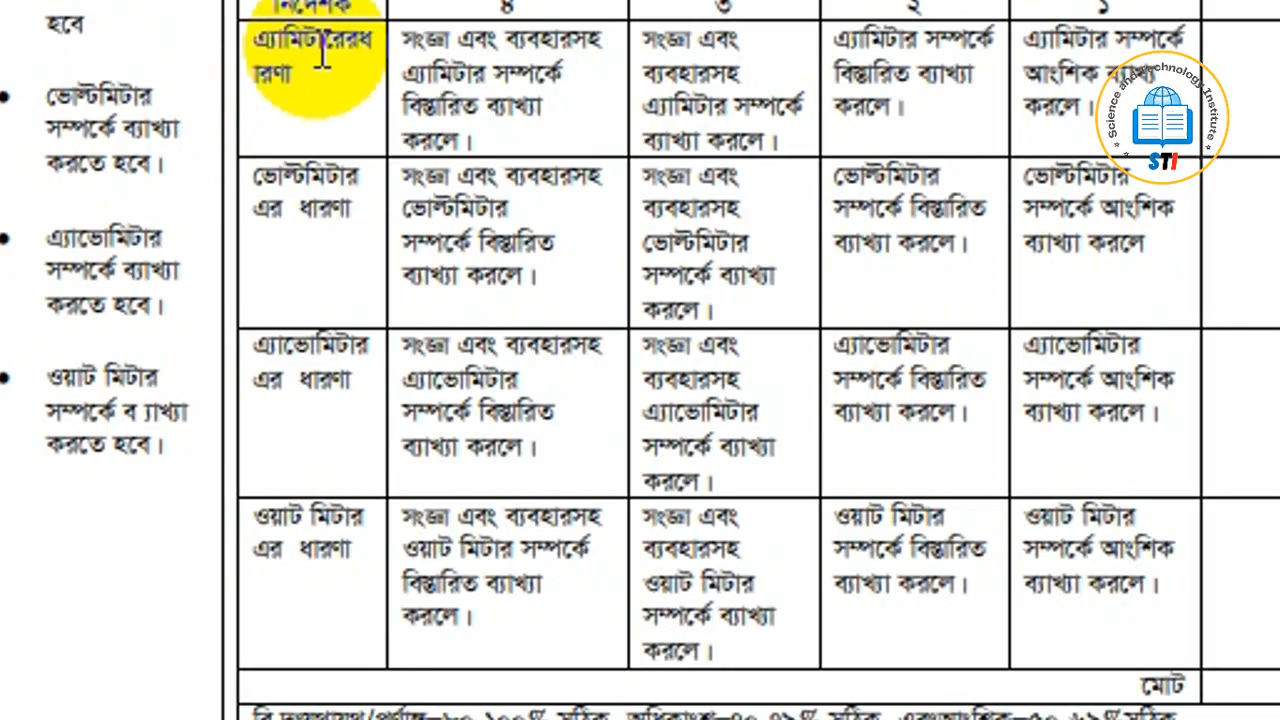 হবে
ভোল্টমিটার
সম্পর্কে ব্যাখ্যা
করতে হবে।
এ্যাভোমিটার
সম্পর্কে ব্যাখ্যা
করতে হবে।
ওয়াট মিটার
সম্পর্কে ব ্যাখ্যা
করতে হবে।
নির্দেশক
৪
৩
২
১
এ্যামিটারেরধ
ারণা
সংজ্ঞা এবং ব্যবহারসহ
এ্যামিটার সম্পর্কে
বিস্তারিত ব্যাখ্যা
করলে।
সংজ্ঞা এবং
ব্যবহারসহ
এ্যামিটার সম্পর্কে
ব্যাখ্যা করলে।
এ্যামিটার সম্পর্কে
বিস্তারিত ব্যাখ্যা
করলে।
এ্যামিটার সম্পর্কে
আংশিক ব্যাখ্যা
করলে।
ভোল্টমিটার
এর ধারণা
সংজ্ঞা এবং ব্যবহারসহ
ভোল্টমিটার
সম্পর্কে বিস্তারিত
ব্যাখ্যা করলে।
সংজ্ঞা এবং
ব্যবহারসহ
ভোল্টমিটার
সম্পর্কে ব্যাখ্যা
করলে।
ভোল্টমিটার
সম্পর্কে বিস্তারিত
ব্যাখ্যা করলে।
ভোল্টমিটার
সম্পর্কে আংশিক
ব্যাখ্যা করলে
এ্যাভোমিটার
এর ধারণা
সংজ্ঞা এবং ব্যবহারসহ
এ্যাভোমিটার
সম্পর্কে বিস্তারিত
ব্যাখ্যা করলে।
সংজ্ঞা এবং
ব্যবহারসহ
এ্যাভোমিটার
সম্পর্কে ব্যাখ্যা
করলে।
এ্যাভোমিটার
সম্পর্কে বিস্তারিত
ব্যাখ্যা করলে।
এ্যাভোমিটার
সম্পর্কে আংশিক
ব্যাখ্যা করলে।
ওয়াট মিটার
এর ধারণা
সংজ্ঞা এবং ব্যবহারসহ
ওয়াট মিটার সম্পর্কে
বিস্তারিত ব্যাখ্যা
করলে।
সংজ্ঞা এবং
ব্যবহারসহ
ওয়াট মিটার
সম্পর্কে ব্যাখ্যা
করলে।
ওয়াট মিটার
সম্পর্কে বিস্তারিত
ব্যাখ্যা করলে।
ওয়াট মিটার
সম্পর্কে আংশিক
ব্যাখ্যা করলে।
মোট
Science and Technology Institute
STI